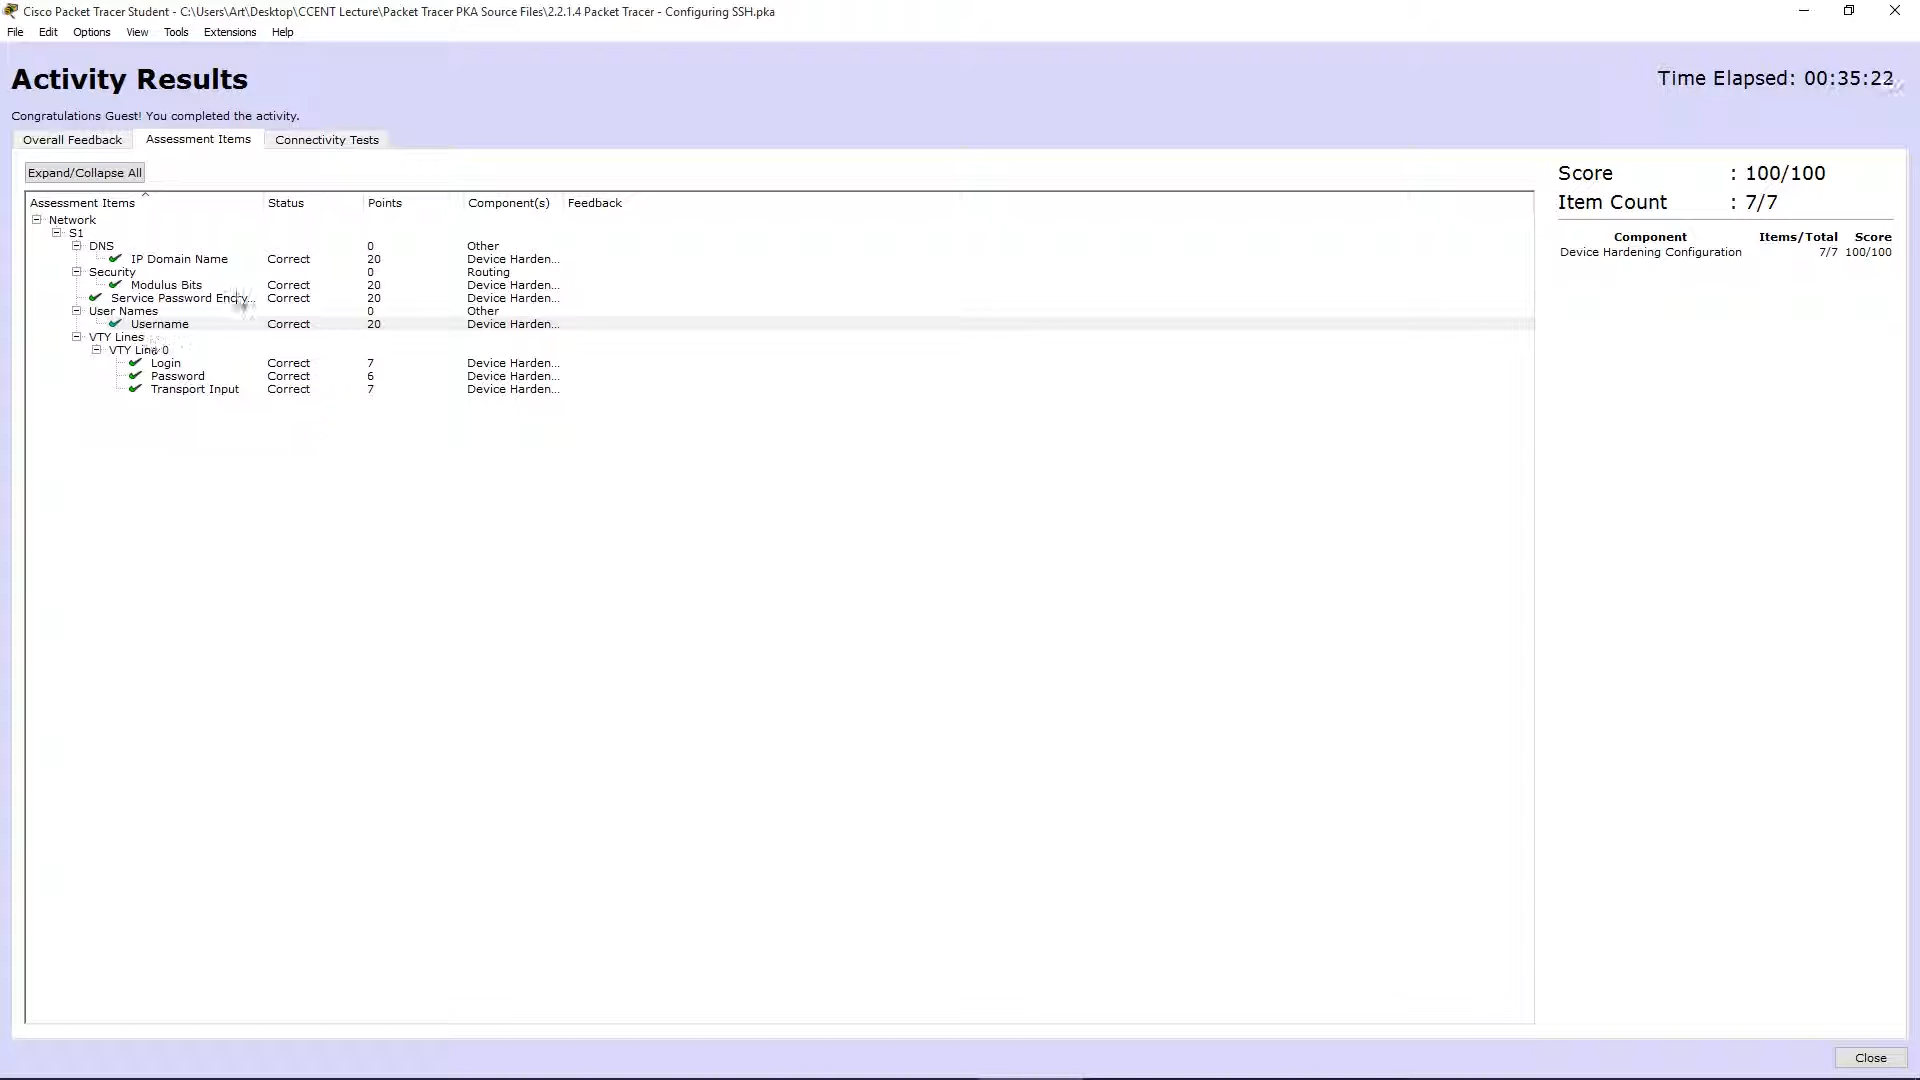 Cisco Packet Tracer Student - C:\Users\Art\Desktop\CCENT Lecture\Packet Tracer PKA Source Files\2.2.1.4 Packet Tracer - Configuring SSH.pka
File Edit Options View Tools Extensions Help
Activity Results
Time Elapsed: 00:35:22
Congratulations Guest! You completed the activity.
Overall Feedback Assessment Items Connectivity Tests
Expand/Collapse All
Score : 100/100
Item Count : 7/7
Component Items/Total Score
Device Hardening Configuration 7/7 100/100
Assessment Items Status Points Component(s) Feedback
Network
S1
DNS 0 Other
IP Domain Name Correct 20 Device Harden...
Security 0 Routing
Modulus Bits Correct 20 Device Harden...
Service Password Encry... Correct 20 Device Harden...
User Names 0 Other
Username Correct 20 Device Harden...
VTY Lines
VTY Line 0
Login Correct 7 Device Harden...
Password Correct 6 Device Harden...
Transport Input Correct 7 Device Harden...
Close